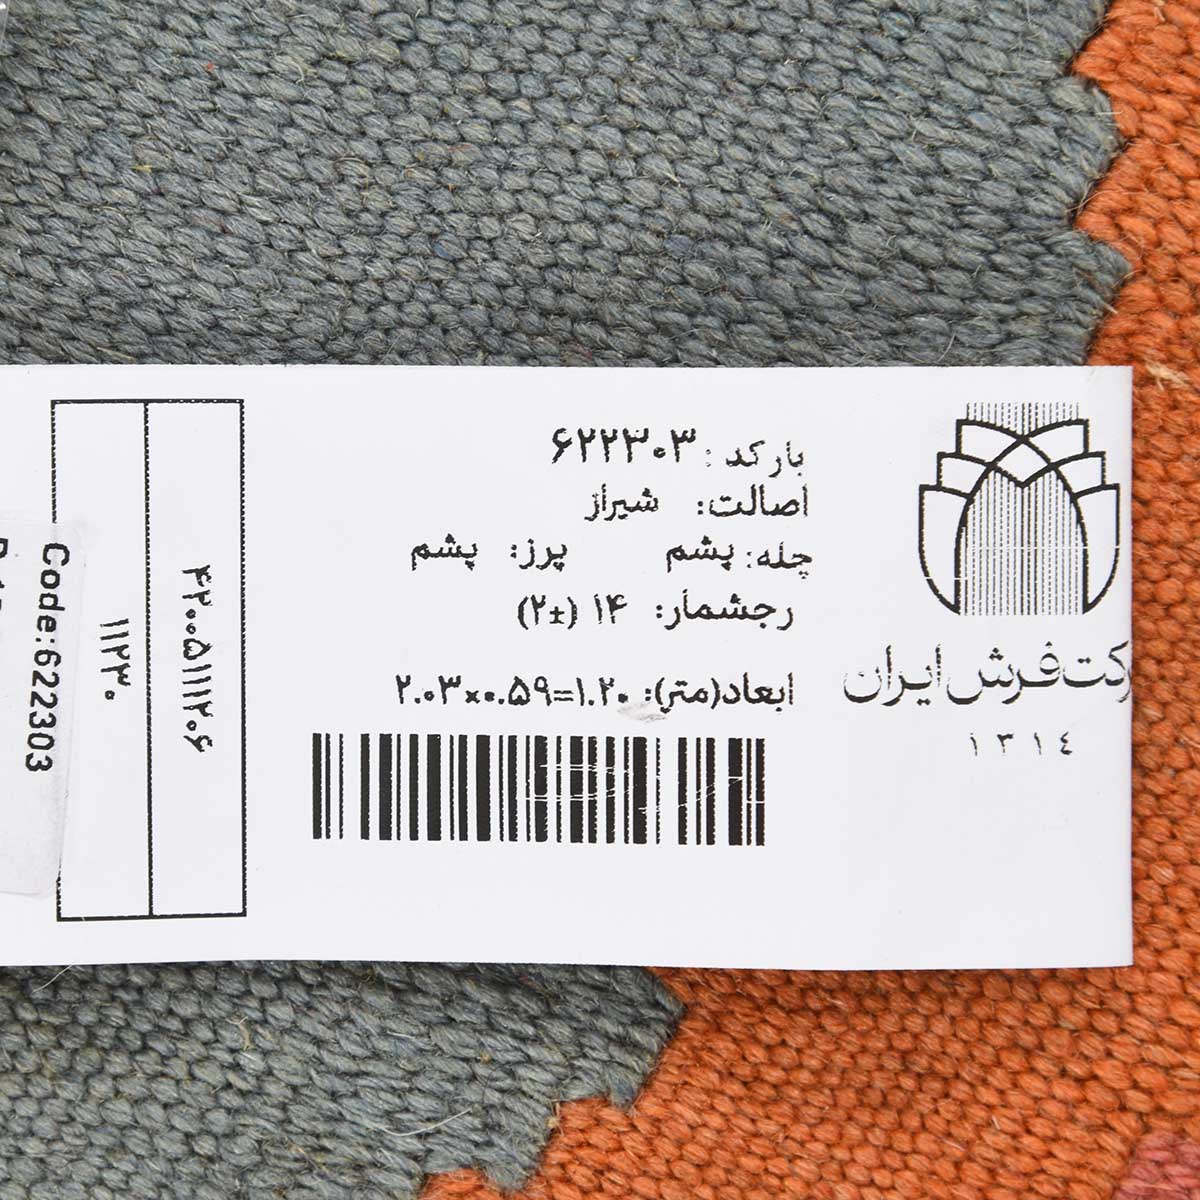 بارکد: ۶۲۲۳۰۳
اصالت: شیراز
چله: پشم پرز: پشم
رجشمار: ۱۴ (±۲)
ابعاد(متر): ۲.۰۳×۰.۵۹=۱.۲۰
رکت فرش ایران
۱۳۱٤
۴۲۰۰۵۱۱۱۲۰۶
۱۱۲۳۰
Code:622303